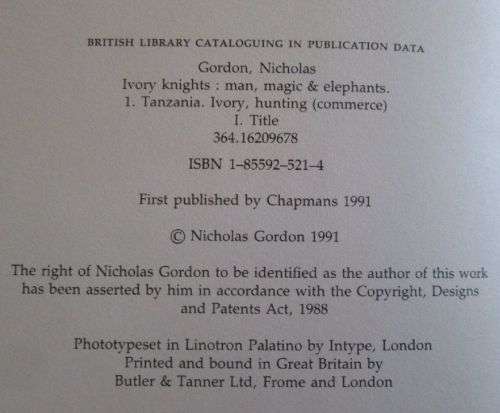 BRITISH LIBRARY CATALOGUING IN PUBLICATION DATA
Gordon, Nicholas
Ivory knights : man, magic & elephants.
1. Tanzania. Ivory, hunting (commerce)
I. Title
364.16209678
ISBN 1–85592–521–4
First published by Chapmans 1991
© Nicholas Gordon 1991
The right of Nicholas Gordon to be identified as the author of this work
has been asserted by him in accordance with the Copyright, Designs
and Patents Act, 1988
Phototypeset in Linotron Palatino by Intype, London
Printed and bound in Great Britain by
Butler & Tanner Ltd, Frome and London